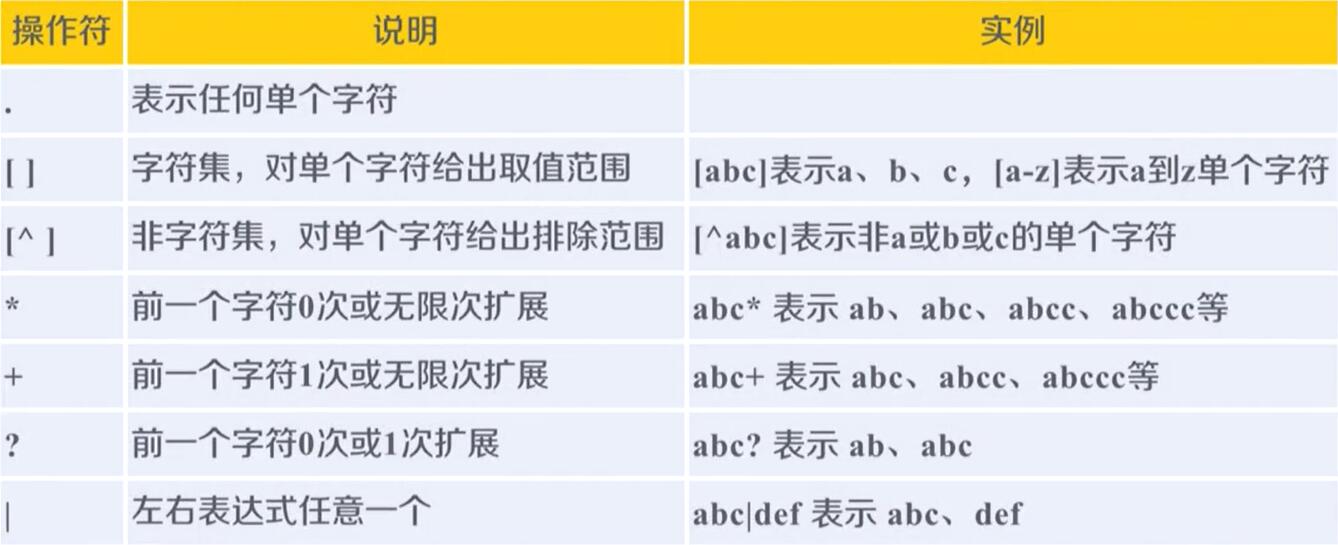 操作符 说明 实例
. 表示任何单个字符
[ ] 字符集，对单个字符给出取值范围 [abc]表示a、b、c，[a-z]表示a到z单个字符
[^ ] 非字符集，对单个字符给出排除范围 [^abc]表示非a或b或c的单个字符
* 前一个字符0次或无限次扩展 abc* 表示 ab、abc、abcc、abccc等
+ 前一个字符1次或无限次扩展 abc+ 表示 abc、abcc、abccc等
? 前一个字符0次或1次扩展 abc? 表示 ab、abc
| 左右表达式任意一个 abc|def 表示 abc、def